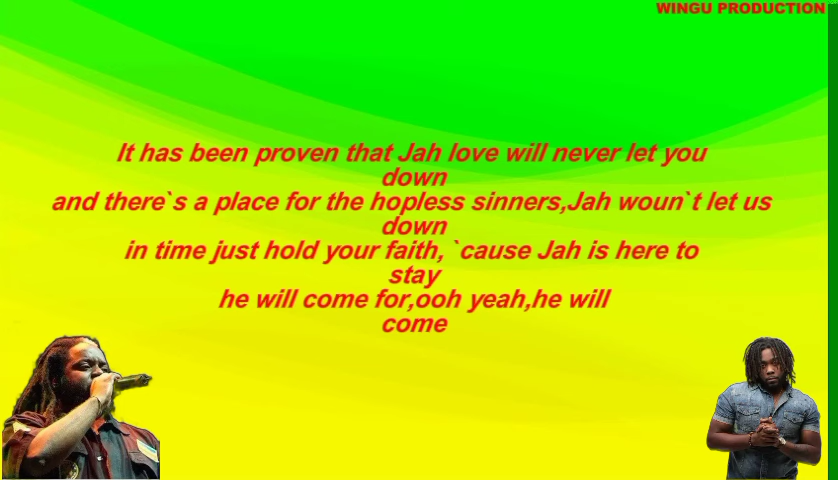 WINGU PRODUCTION
It has been proven that Jah love will never let you
down
and there`s a place for the hopless sinners,Jah woun`t let us
down
in time just hold your faith, `cause Jah is here to
stay
he will come for,ooh yeah,he will
come